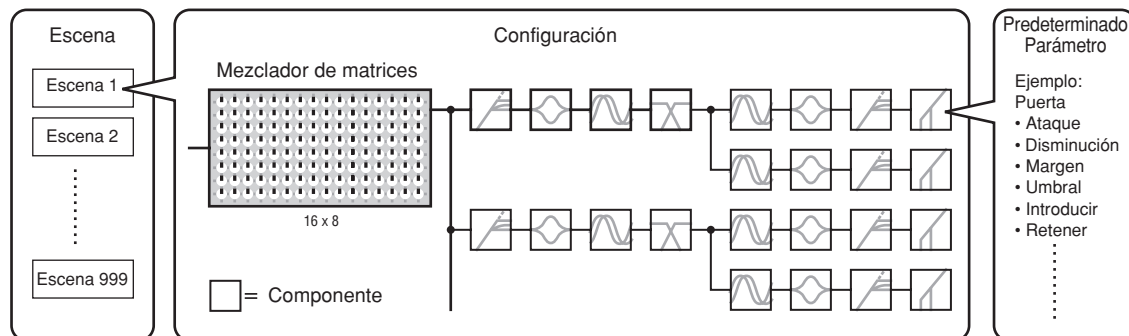 Escena
Escena 1
Escena 2
Escena 999
Configuración
Mezclador de matrices
16 x 8
= Componente
Predeterminado
Parámetro
Ejemplo:
Puerta
• Ataque
• Disminución
• Margen
• Umbral
• Introducir
• Retener